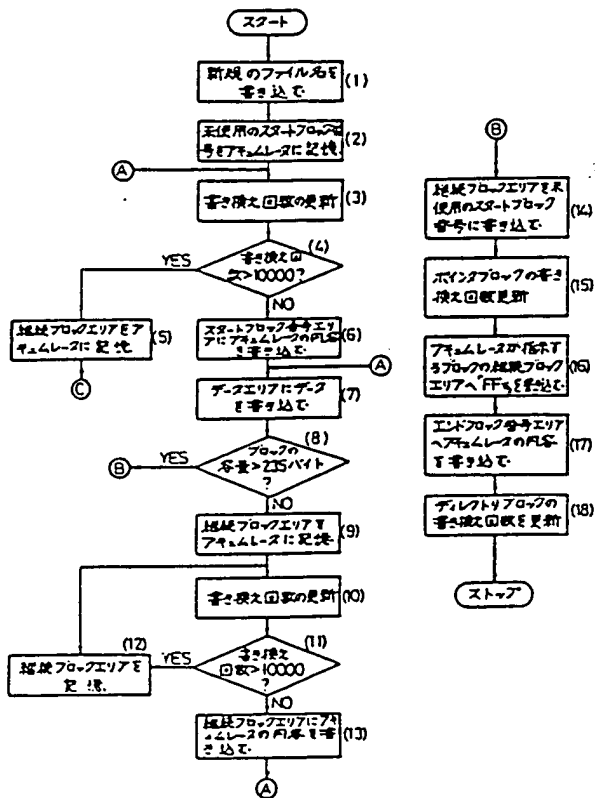 スタート
新規のファイル名を
書き込む
(1)
未使用のスタートブロック番
号をアキュムレータに記憶
(2)
A
書き換え回数の更新
(3)
(4)
書き換え回
数>10000?
YES
NO
継続ブロックエリアをア
キュムレータに記憶
(5)
C
スタートブロック番号エリ
アにアキュムレータの内容
を書き込む
(6)
A
データエリアにデータ
を書き込む
(7)
(8)
ブロックの
容量>235バイト
?
YES
B
NO
継続ブロックエリアを
アキュムレータに記憶
(9)
書き換え回数の更新
(10)
(11)
書き換え
回数>10000
?
YES
NO
(12)
継続ブロックエリアを
記憶
継続ブロックエリアにアキ
ュムレータの内容を書き
込む
(13)
A
B
継続ブロックエリアを未
使用のスタートブロック
番号に書き込む
(14)
ポインタブロックの書き
換え回数更新
(15)
アキュムレータが指示す
るブロックの継続ブロック
エリアへ"FFH"を書き込む
(16)
エンドブロック番号エリア
へアキュムレータの内容
を書き込む
(17)
ディレクトリブロックの
書き換え回数を更新
(18)
ストップ